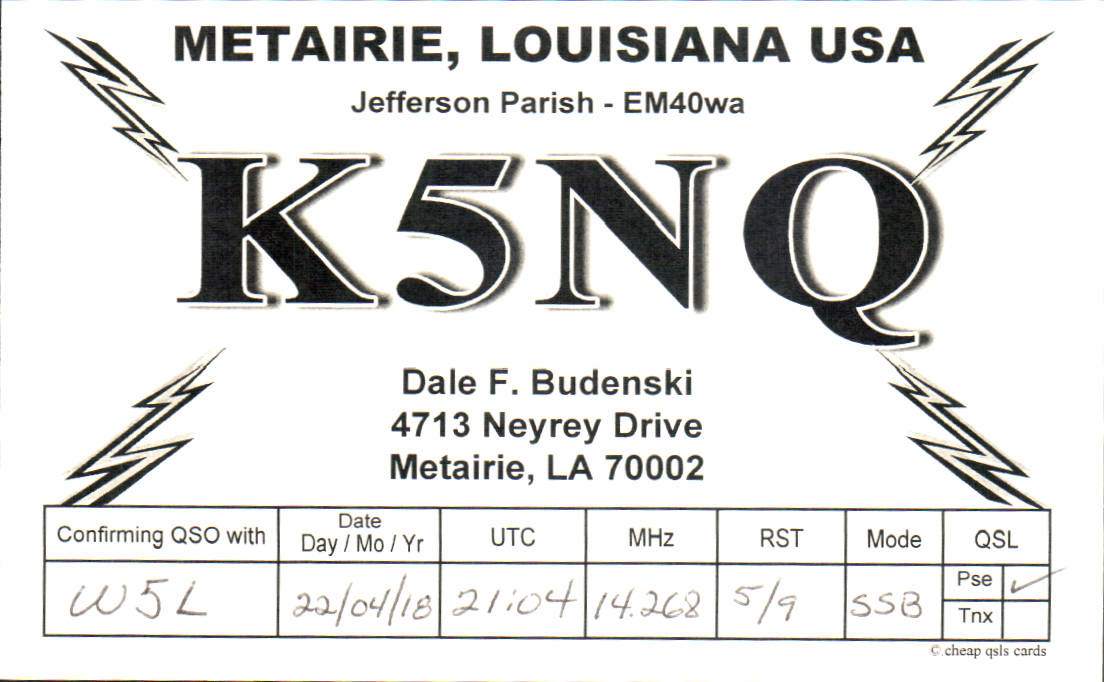 METAIRIE, LOUISIANA USA
Jefferson Parish - EM40wa
K5NQ
Dale F. Budenski
4713 Neyrey Drive
Metairie, LA 70002
Confirming QSO with Date Day / Mo / Yr UTC MHz RST Mode QSL
W5L 22/04/18 21:04 14.268 5/9 SSB Pse ✓
Tnx
© cheap qsls cards